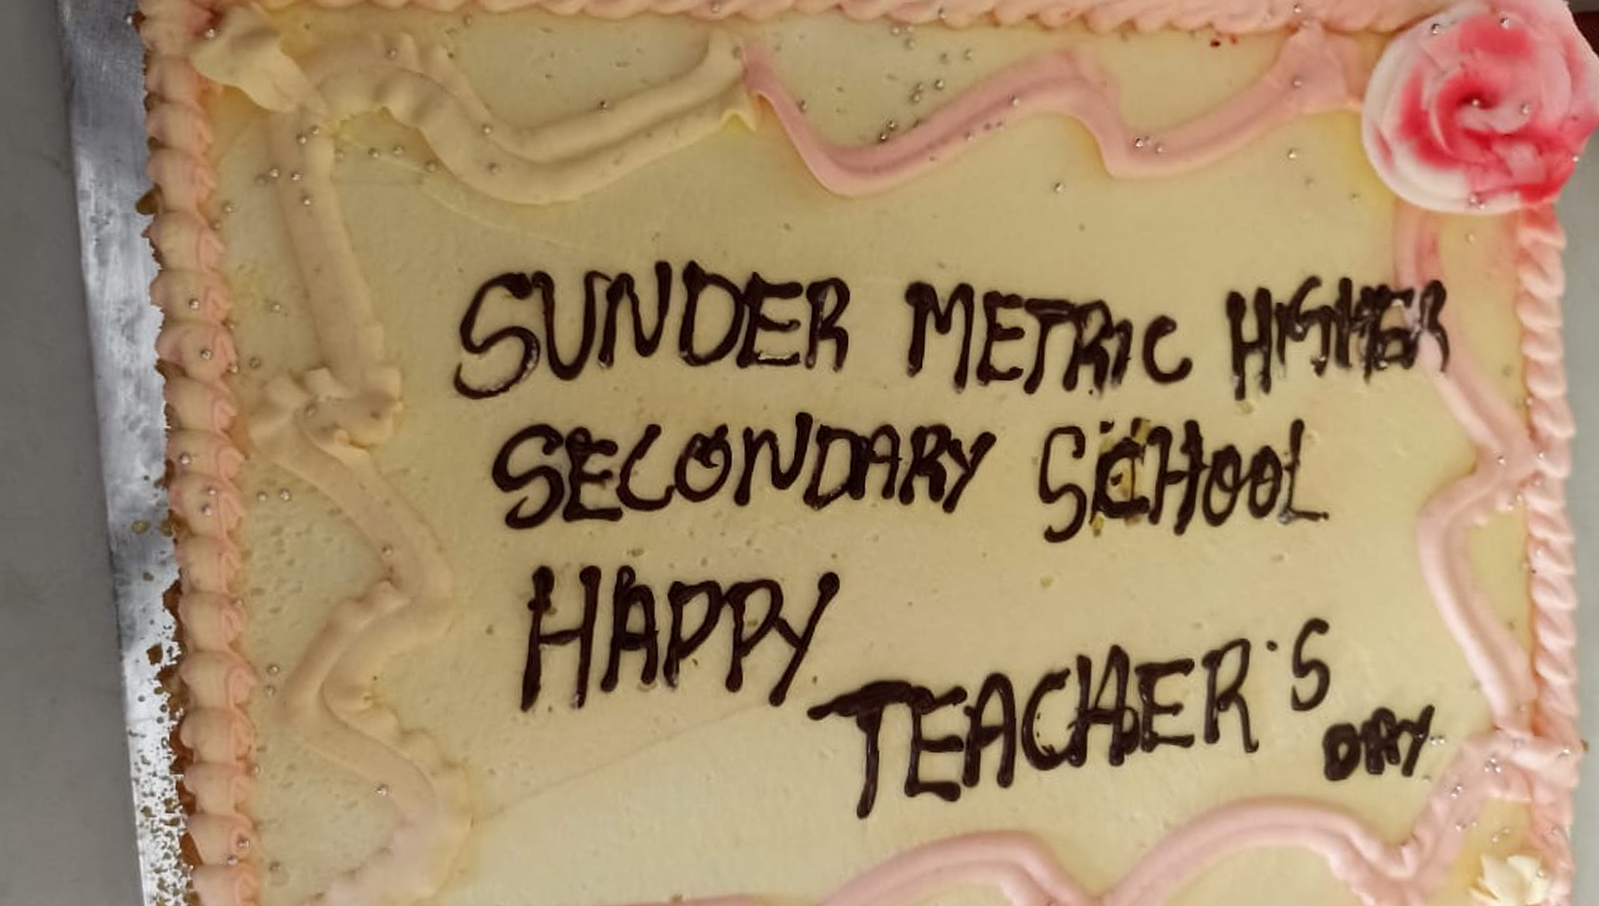 SUNDER METRIC HIGHER
SECONDARY SCHOOL
HAPPY
TEACHER'S
DAY